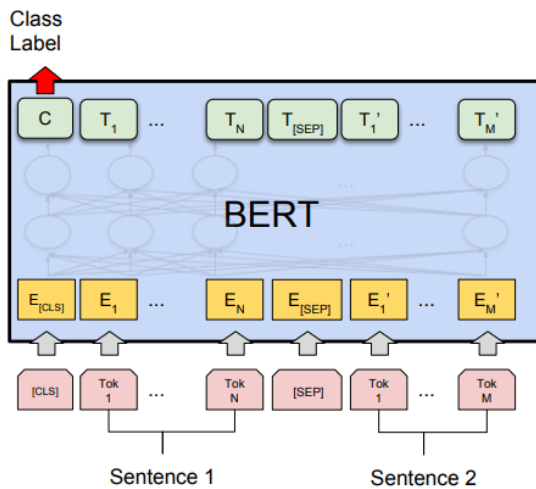 Class
Label
C T1 ... TN T[SEP] T1' ... TM'
...
BERT
...
E[CLS] E1 ... EN E[SEP] E1' ... EM'
[CLS] Tok 1 ... Tok N [SEP] Tok 1 ... Tok M
Sentence 1 Sentence 2